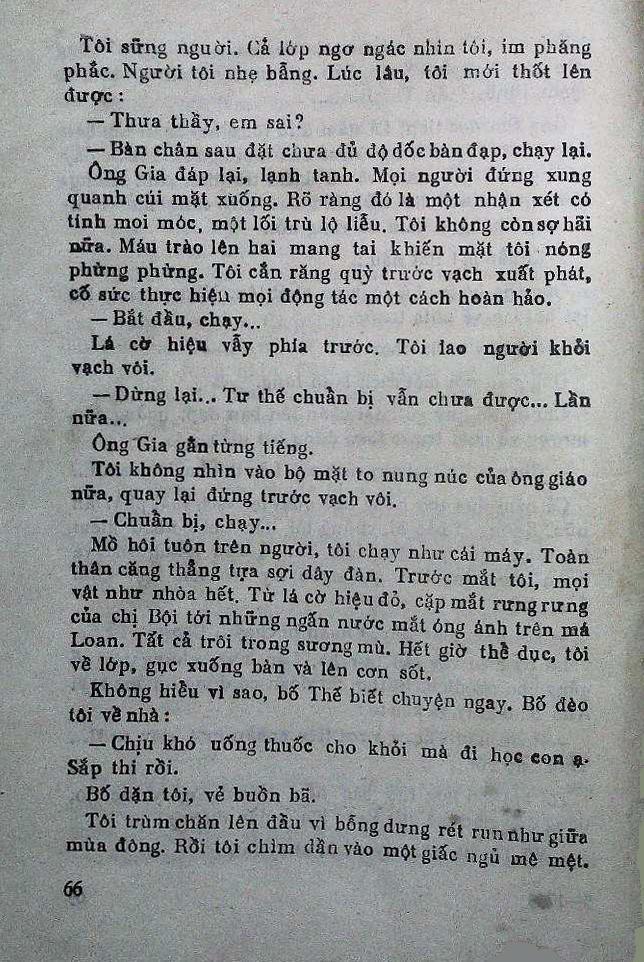 Tôi sững người. Cả lớp ngơ ngác nhìn tôi, im phăng
phắc. Người tôi nhẹ bẫng. Lúc lâu, tôi mới thốt lên
được :
— Thưa thầy, em sai?
— Bàn chân sau đặt chưa đủ độ dốc bàn đạp, chạy lại.
Ông Gia đáp lại, lạnh tanh. Mọi người đứng xung
quanh cúi mặt xuống. Rõ ràng đó là một nhận xét có
tính moi móc, một lối trù lộ liễu. Tôi không còn sợ hãi
nữa. Máu trào lên hai mang tai khiến mặt tôi nóng
phừng phừng. Tôi cắn răng quỳ trước vạch xuất phát,
cố sức thực hiệu mọi động tác một cách hoàn hảo.
— Bắt đầu, chạy...
Lá cờ hiệu vẫy phía trước. Tôi lao người khỏi
vạch vôi.
— Dừng lại... Tư thế chuẩn bị vẫn chưa được... Lần
nữa...
Ông Gia gằn từng tiếng.
Tôi không nhìn vào bộ mặt to nung núc của ông giáo
nữa, quay lại đứng trước vạch vôi.
— Chuẩn bị, chạy...
Mồ hôi tuôn trên người, tôi chạy như cái máy. Toàn
thân căng thẳng tựa sợi dây đàn. Trước mắt tôi, mọi
vật như nhòa hết. Từ lá cờ hiệu đỏ, cặp mắt rưng rưng
của chị Bội tới những ngấn nước mắt óng ánh trên má
Loan. Tất cả trôi trong sương mù. Hết giờ thể dục, tôi
về lớp, gục xuống bàn và lên cơn sốt.
Không hiểu vì sao, bố Thế biết chuyện ngay. Bố đèo
tôi về nhà :
— Chịu khó uống thuốc cho khỏi mà đi học con ạ.
Sắp thi rồi.
Bố dặn tôi, vẻ buồn bã.
Tôi trùm chăn lên đầu vì bỗng dưng rét run như giữa
mùa đông. Rồi tôi chìm dần vào một giấc ngủ mê mệt.
66